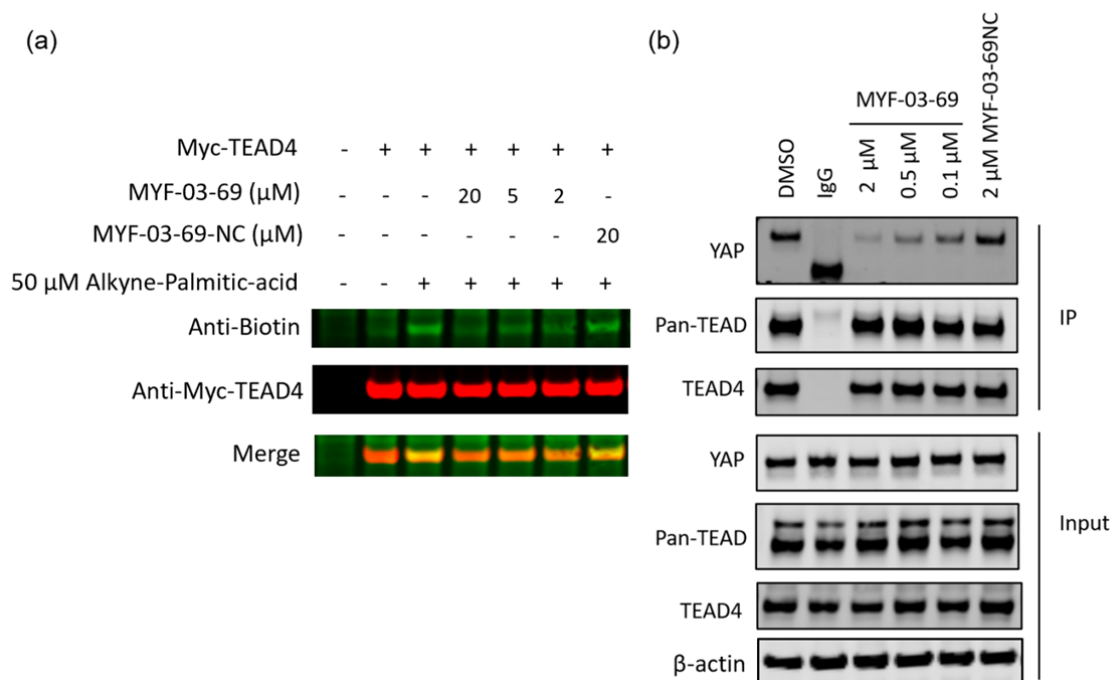 (a)
Myc-TEAD4 - + + + + + +
MYF-03-69 (μM) - - - 20 5 2 -
MYF-03-69-NC (μM) - - - - - - 20
50 μM Alkyne-Palmitic-acid - - + + + + +
Anti-Biotin
Anti-Myc-TEAD4
Merge
(b)
MYF-03-69
DMSO
IgG
2 μM
0.5 μM
0.1 μM
2 μM MYF-03-69NC
YAP
Pan-TEAD
TEAD4
IP
YAP
Pan-TEAD
TEAD4
β-actin
Input